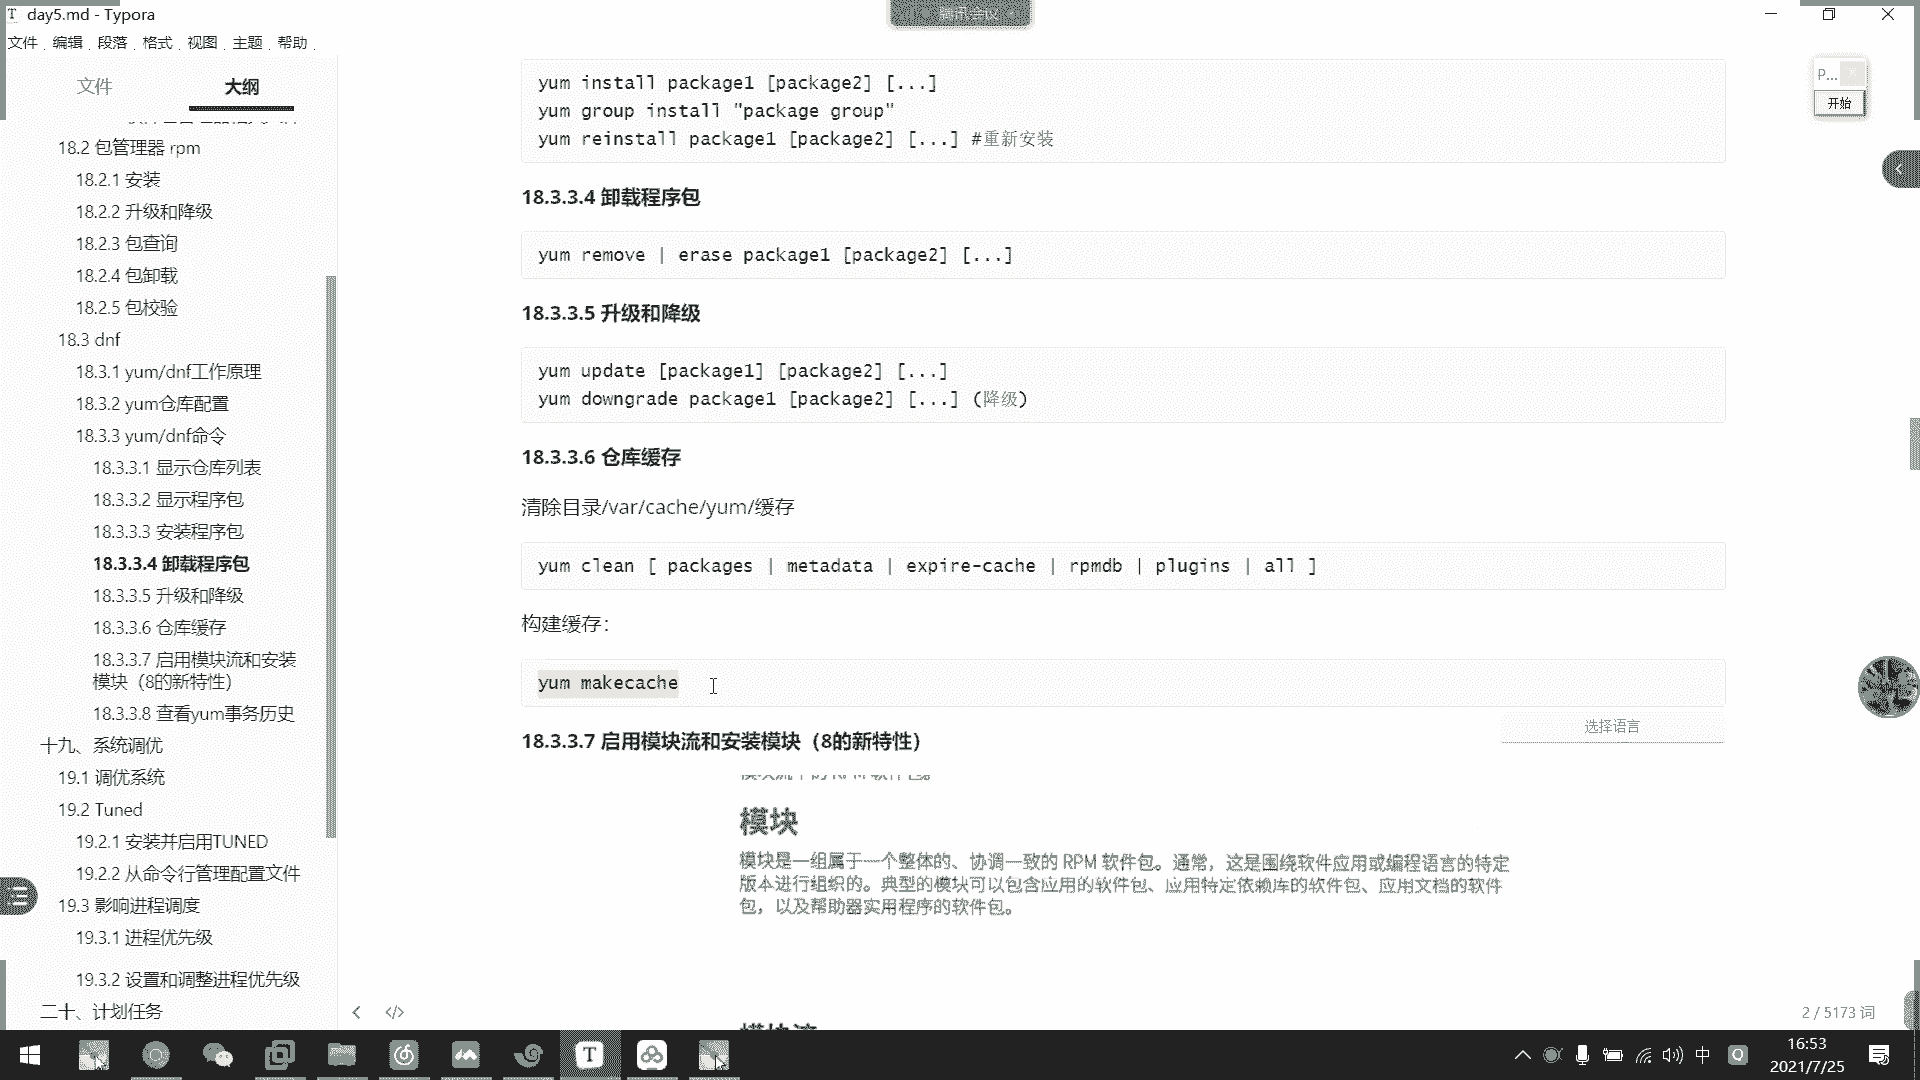 day5.md - Typora
腾讯会议
文件 编辑 段落 格式 视图 主题 帮助
文件
大纲
18.2 包管理器 rpm
18.2.1 安装
18.2.2 升级和降级
18.2.3 包查询
18.2.4 包卸载
18.2.5 包校验
18.3 dnf
18.3.1 yum/dnf工作原理
18.3.2 yum仓库配置
18.3.3 yum/dnf命令
18.3.3.1 显示仓库列表
18.3.3.2 显示程序包
18.3.3.3 安装程序包
18.3.3.4 卸载程序包
18.3.3.5 升级和降级
18.3.3.6 仓库缓存
18.3.3.7 启用模块流和安装
模块（8的新特性）
18.3.3.8 查看yum事务历史
十九、系统调优
19.1 调优系统
19.2 Tuned
19.2.1 安装并启用TUNED
19.2.2 从命令行管理配置文件
19.3 影响进程调度
19.3.1 进程优先级
19.3.2 设置和调整进程优先级
二十、计划任务
yum install package1 [package2] [...]
yum group install "package group"
yum reinstall package1 [package2] [...] #重新安装
18.3.3.4 卸载程序包
yum remove | erase package1 [package2] [...]
18.3.3.5 升级和降级
yum update [package1] [package2] [...]
yum downgrade package1 [package2] [...] (降级)
18.3.3.6 仓库缓存
清除目录/var/cache/yum/缓存
yum clean [ packages | metadata | expire-cache | rpmdb | plugins | all ]
构建缓存：
yum makecache
选择语言
18.3.3.7 启用模块流和安装模块（8的新特性）
模块
模块是一组属于一个整体的、协调一致的 RPM 软件包。通常，这是围绕软件应用或编程语言的特定
版本进行组织的。典型的模块可以包含应用的软件包、应用特定依赖库的软件包、应用文档的软件
包，以及帮助器实用程序的软件包。
P...
开始
2 / 5173 词
中
16:53
2021/7/25